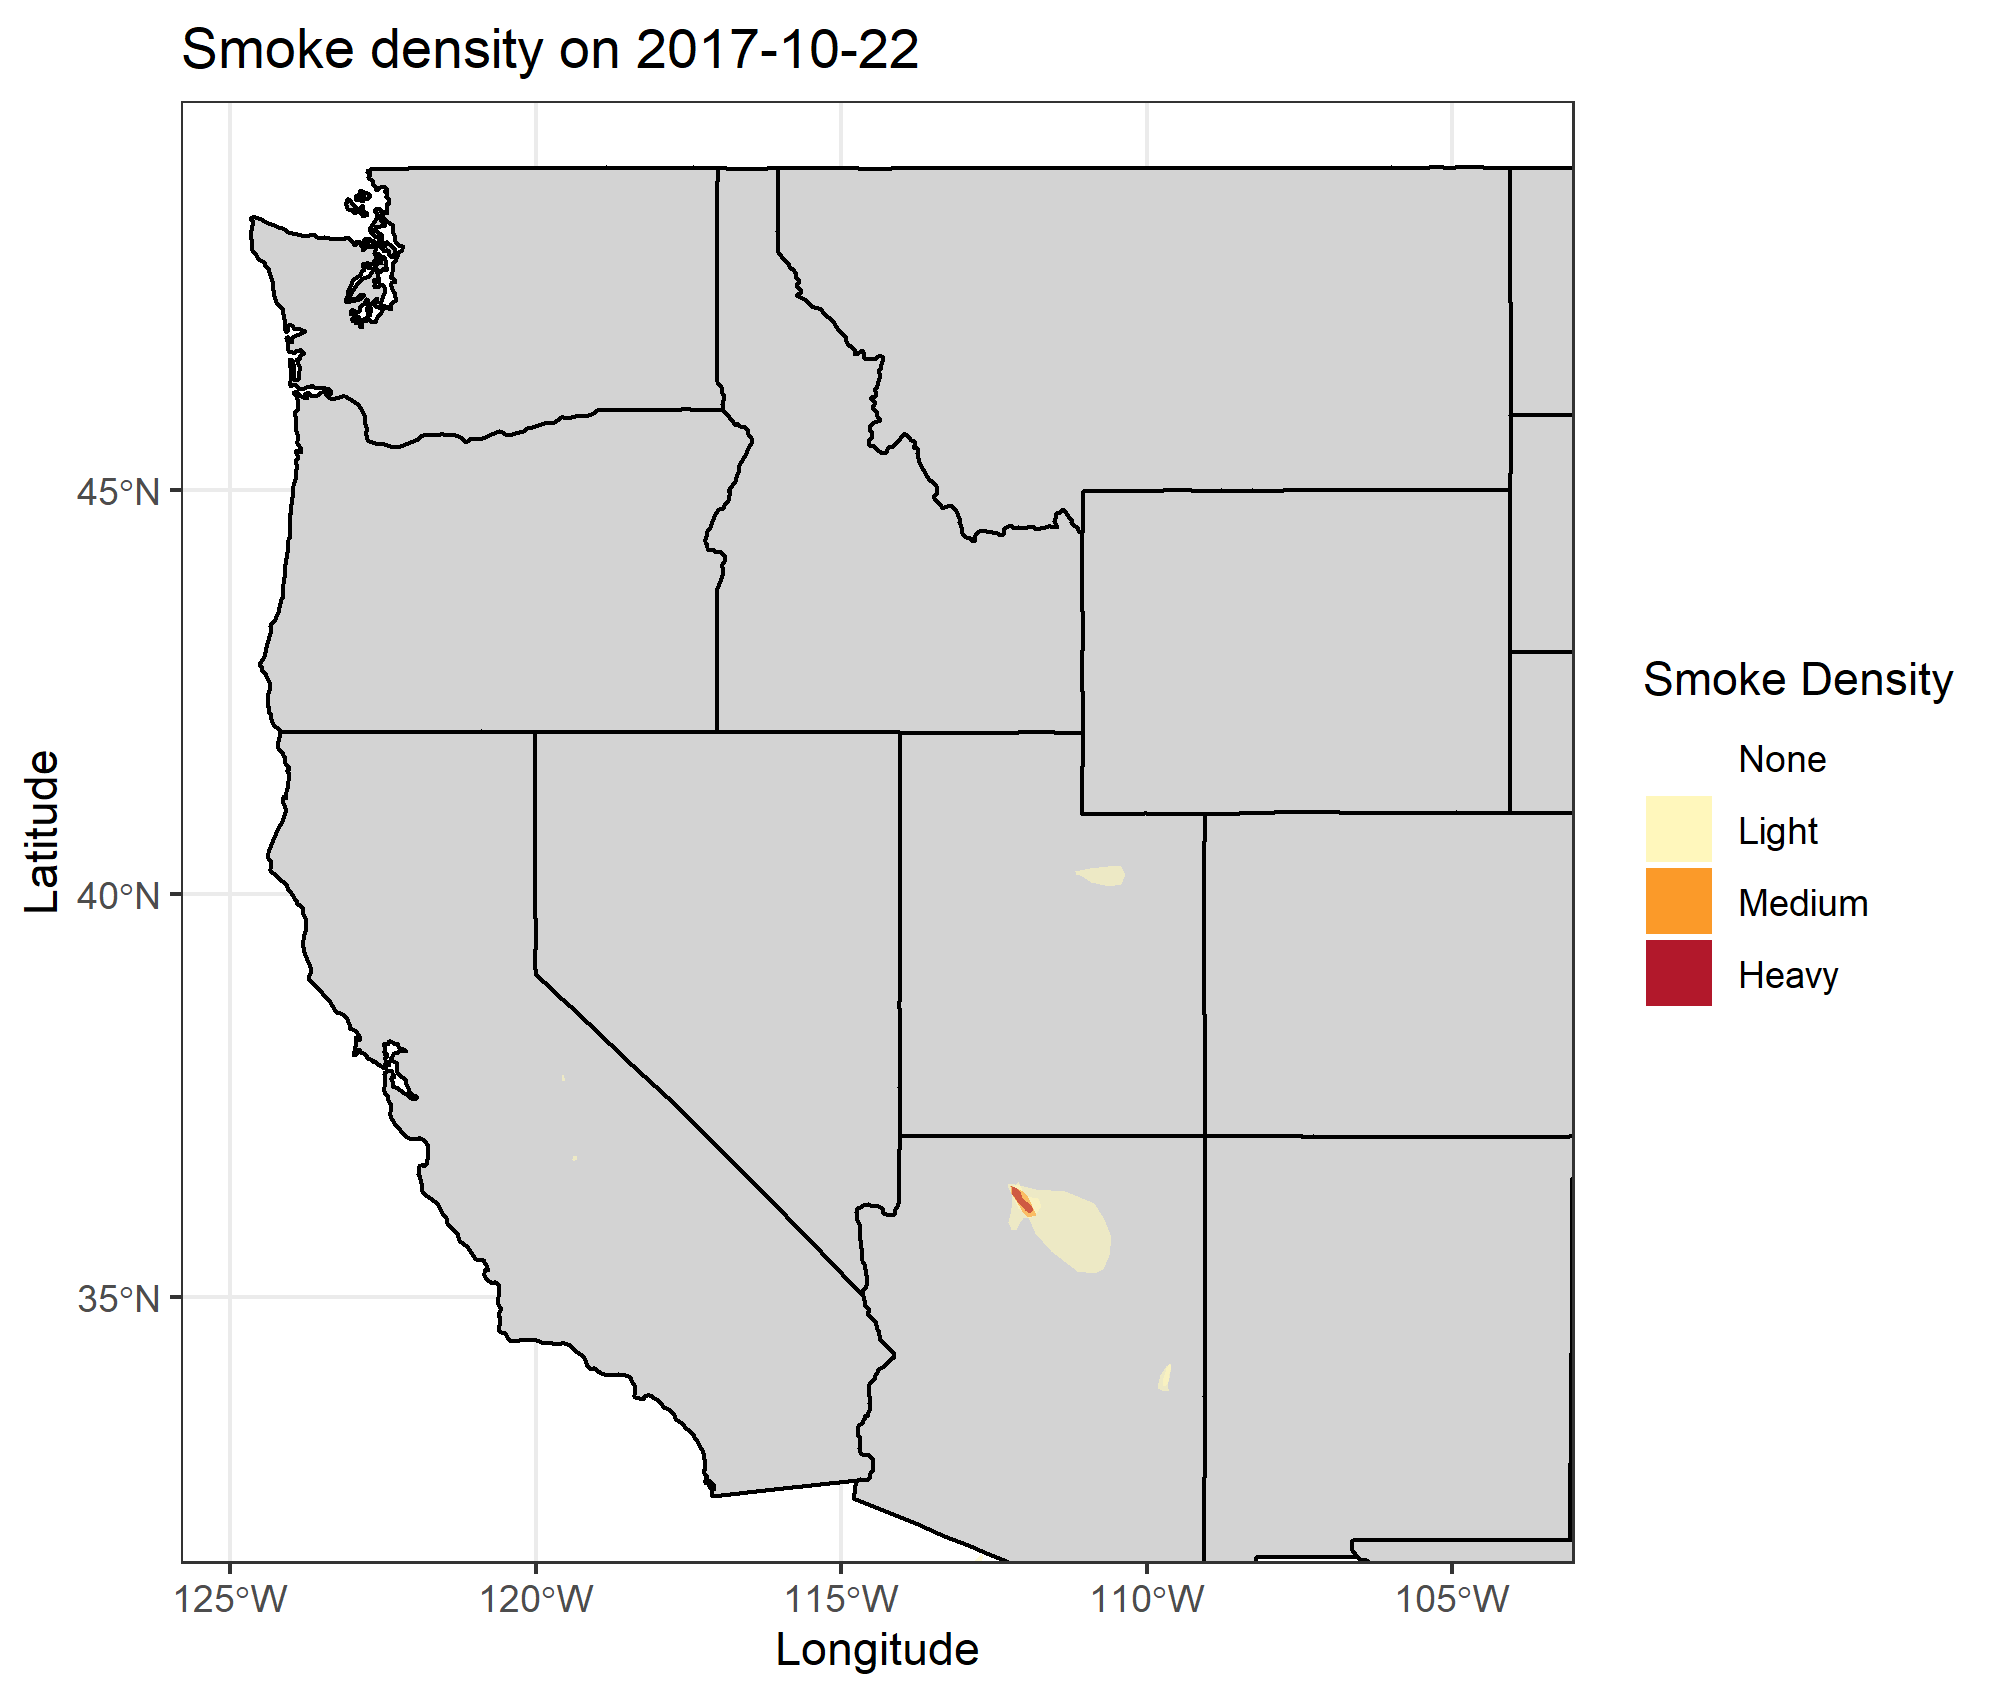 Smoke density on 2017-10-22
45°N
40°N
35°N
Latitude
125°W
120°W
115°W
110°W
105°W
Longitude
Smoke Density
None
Light
Medium
Heavy